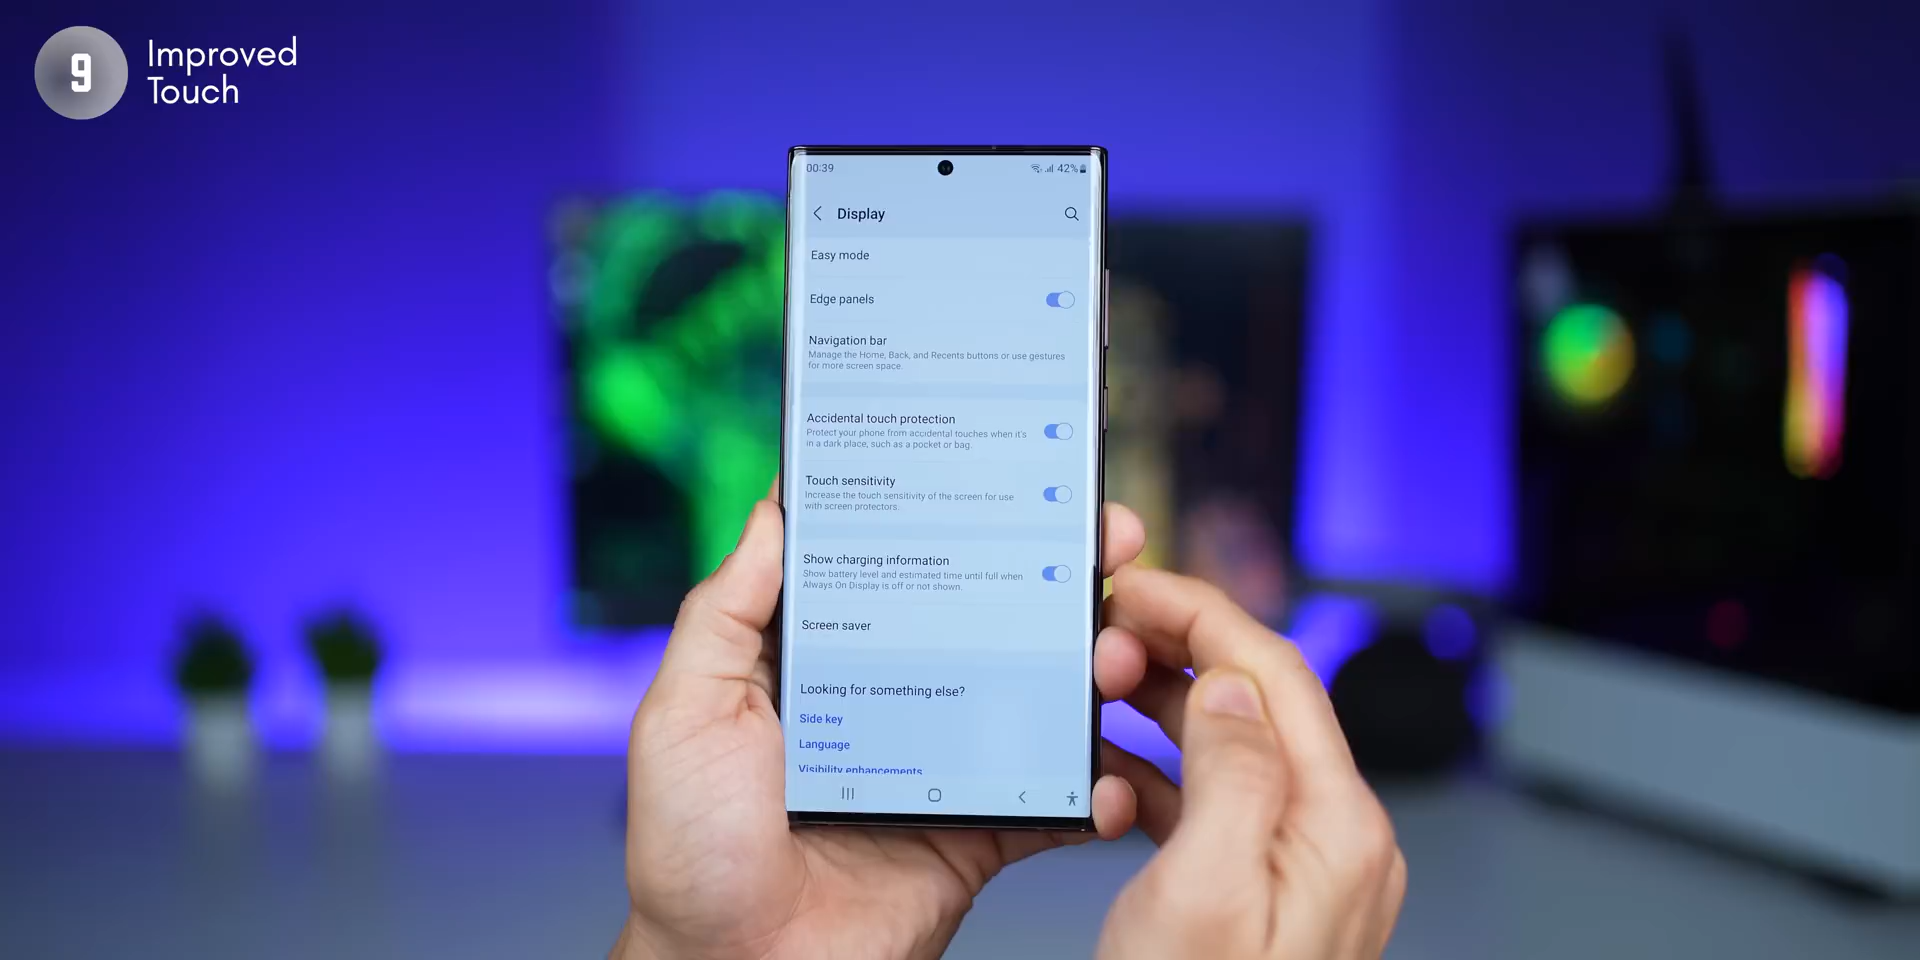 9
Improved
Touch
00:39
42%
Display
Easy mode
Edge panels
Navigation bar
Manage the Home, Back, and Recents buttons or use gestures
for more screen space.
Accidental touch protection
Protect your phone from accidental touches when it's
in a dark place, such as a pocket or bag.
Touch sensitivity
Increase the touch sensitivity of the screen for use
with screen protectors.
Show charging information
Show battery level and estimated time until full when
Always On Display is off or not shown.
Screen saver
Looking for something else?
Side key
Language
Visibility enhancements